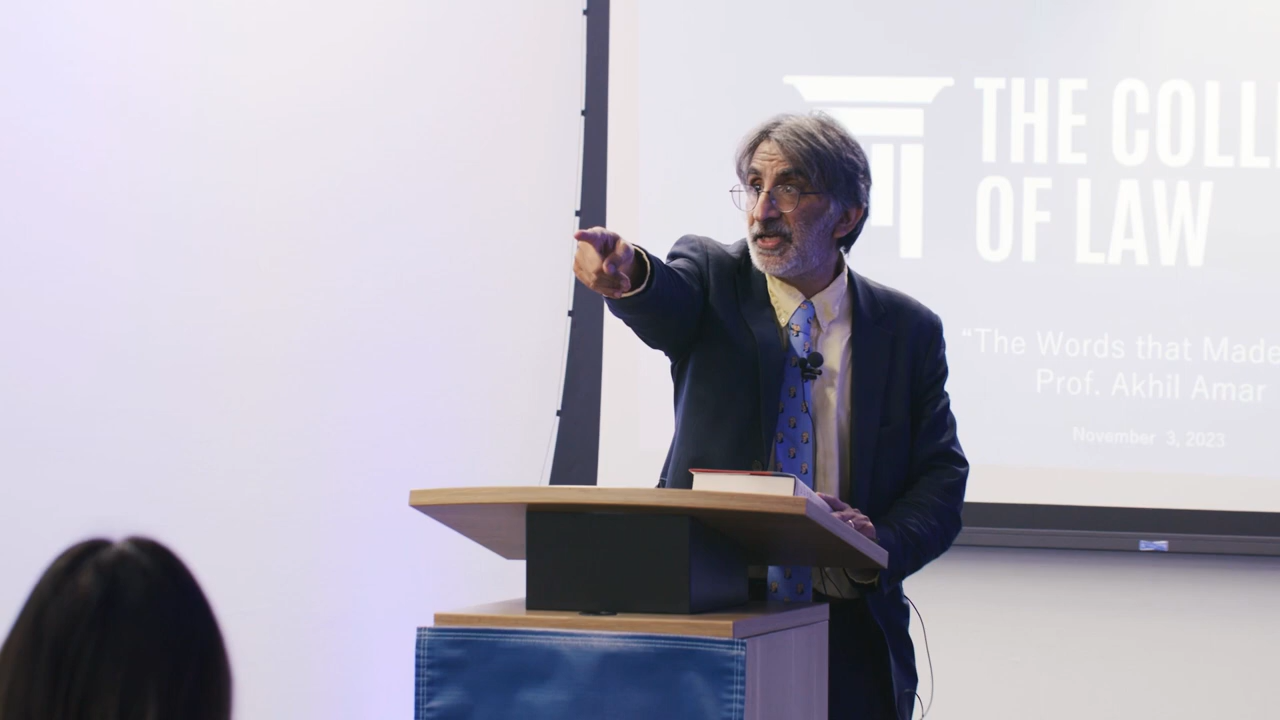 THE COLL
OF LAW
“The Words that Made
Prof. Akhil Amar
November 3, 2023